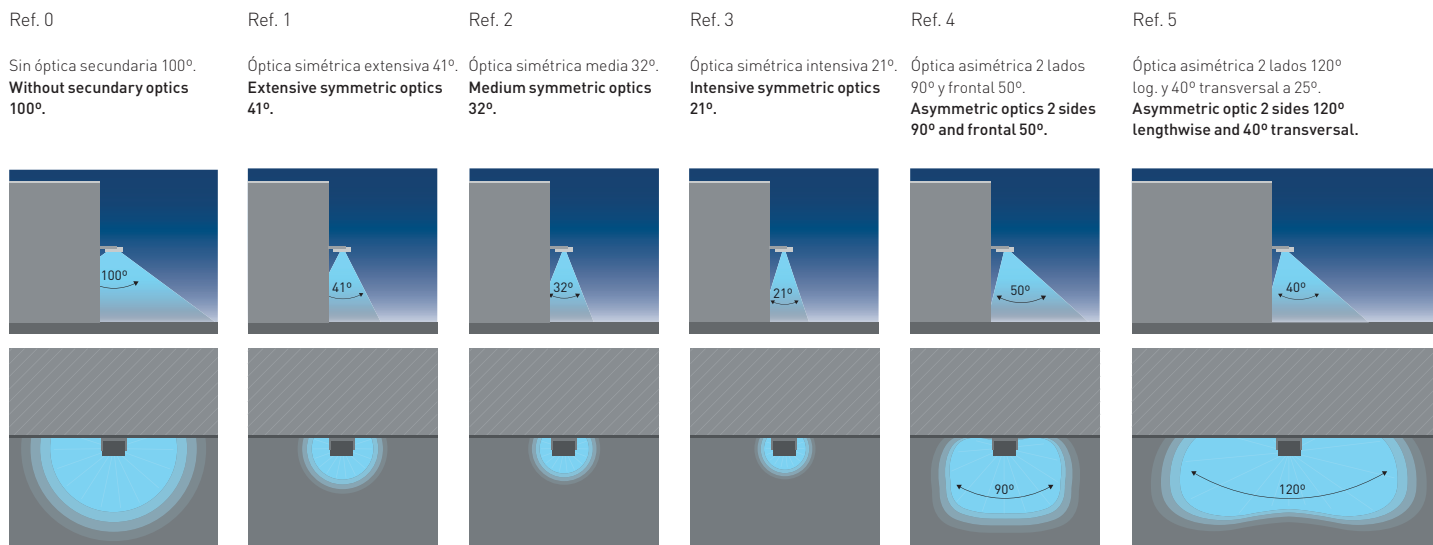 Ref. 0
Sin óptica secundaria 100º.
Without secundary optics
100º.
Ref. 1
Óptica simétrica extensiva 41º.
Extensive symmetric optics
41º.
Ref. 2
Óptica simétrica media 32º.
Medium symmetric optics
32º.
Ref. 3
Óptica simétrica intensiva 21º.
Intensive symmetric optics
21º.
Ref. 4
Óptica asimétrica 2 lados
90º y frontal 50º.
Asymmetric optics 2 sides
90º and frontal 50º.
Ref. 5
Óptica asimétrica 2 lados 120º
log. y 40º transversal a 25º.
Asymmetric optic 2 sides 120º
lengthwise and 40º transversal.
100º
41º
32º
21º
50º
40º
90º
120º